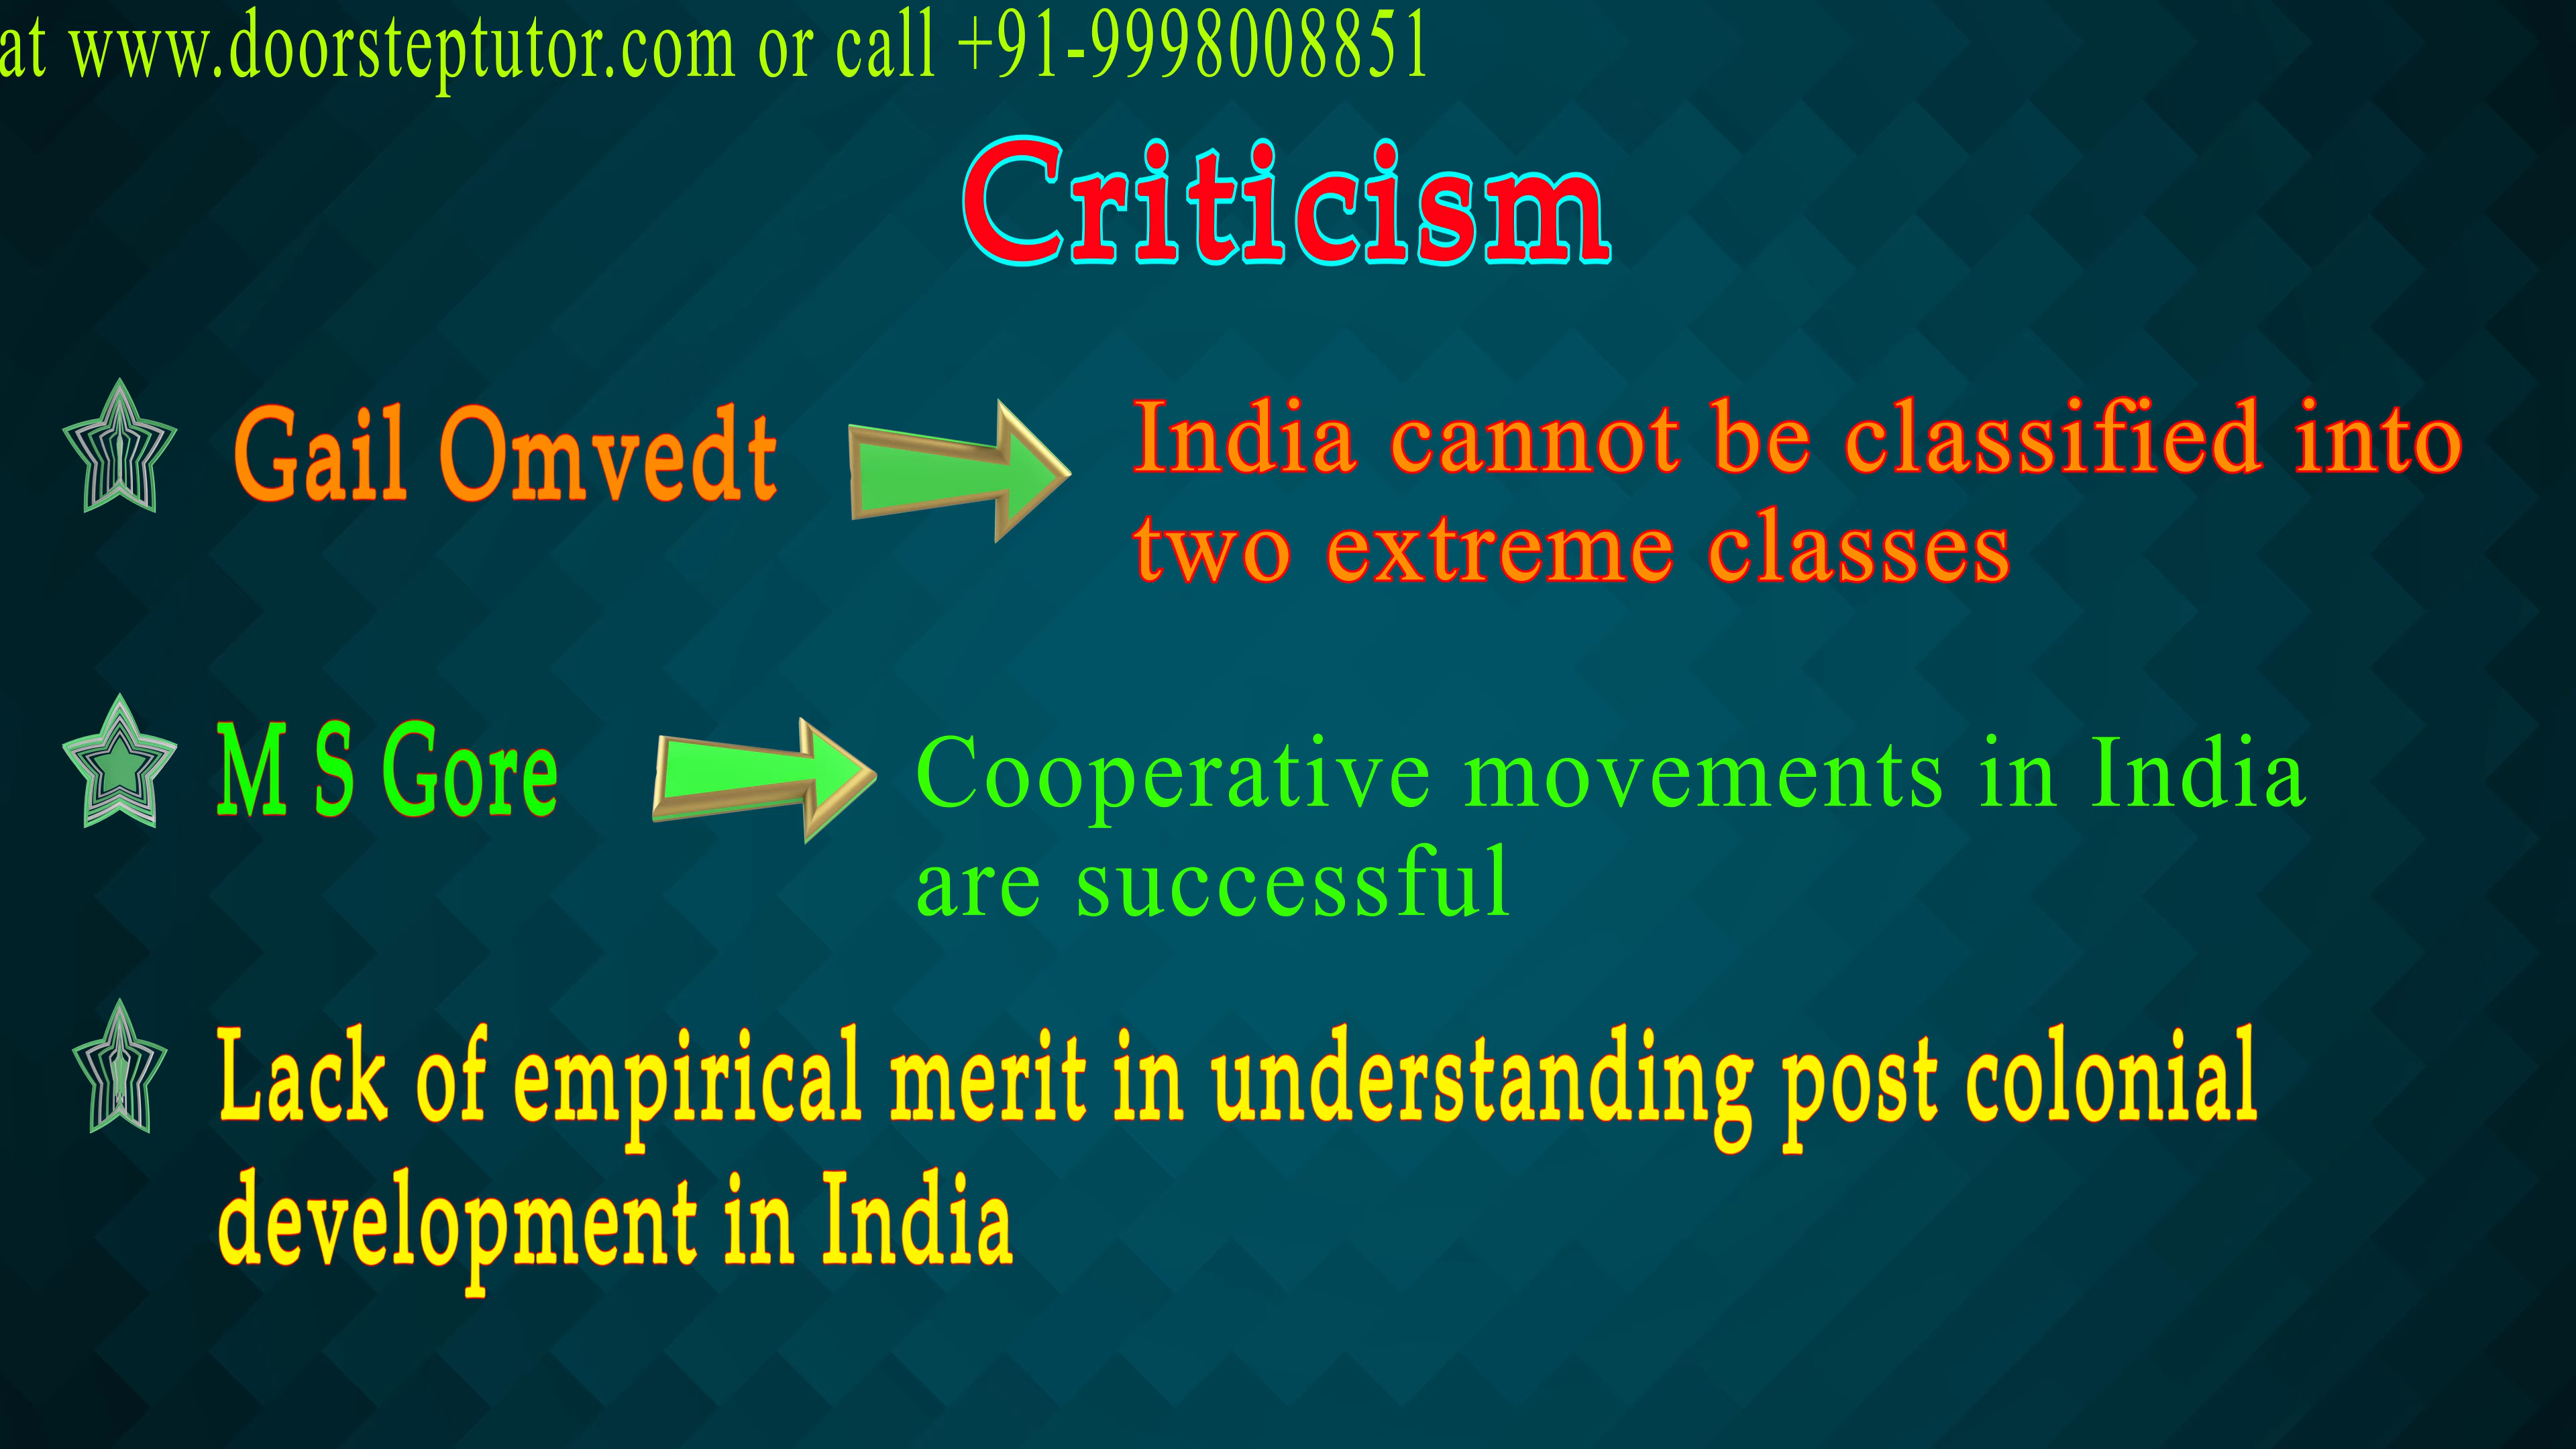 at www.doorsteptutor.com or call +91-9998008851
Criticism
Gail Omvedt
India cannot be classified into
two extreme classes
M S Gore
Cooperative movements in India
are successful
Lack of empirical merit in understanding post colonial
development in India